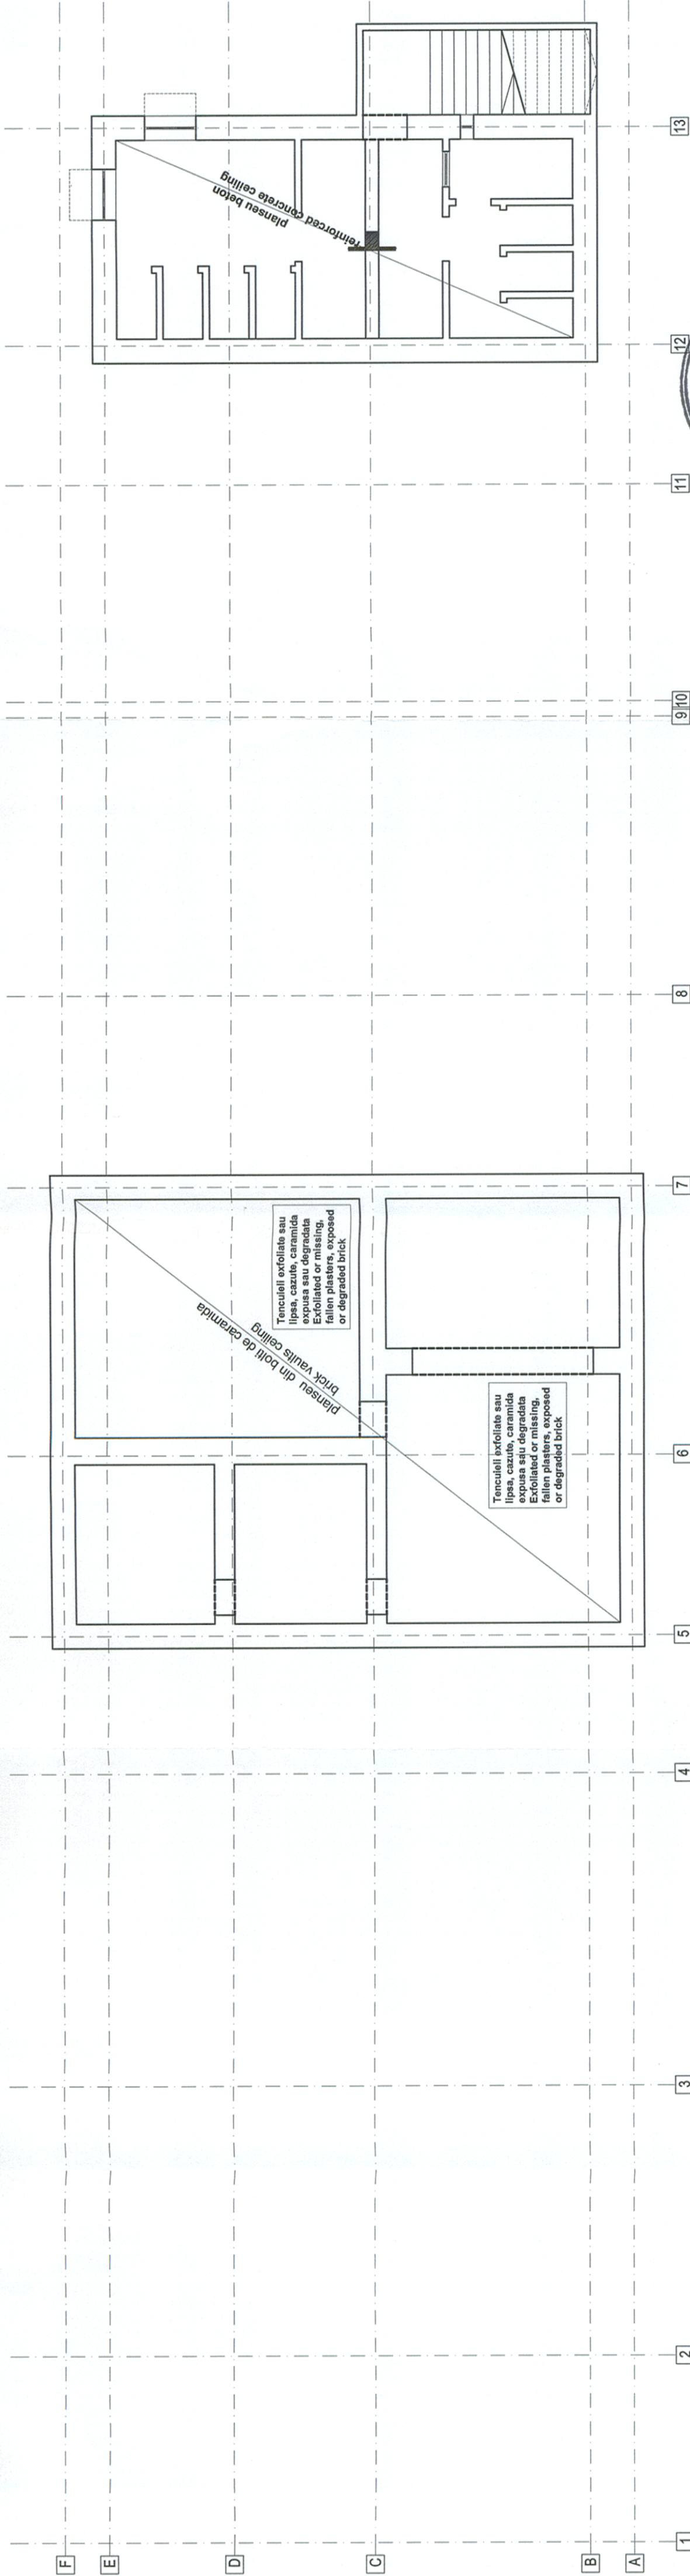 F
E
D
C
B
A
1
2
3
4
5
6
7
8
9
10
11
12
13
planseu din bolti de caramida
brick vaults ceiling
Tencuieli exfoliate sau
lipsa, cazute, caramida
expusa sau degradata
Exfoliated or missing,
fallen plasters, exposed
or degraded brick
Tencuieli exfoliate sau
lipsa, cazute, caramida
expusa sau degradata
Exfoliated or missing,
fallen plasters, exposed
or degraded brick
planseu beton
reinforced concrete ceiling